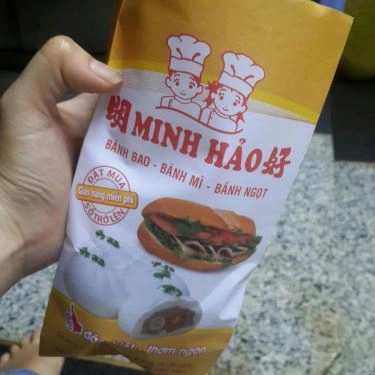 明 MINH HẢO 好
BÁNH BAO - BÁNH MÌ - BÁNH NGỌT
ĐẶT MUA
Giao hàng miễn phí
SỐ TRỞ LÊN
thơm ngon